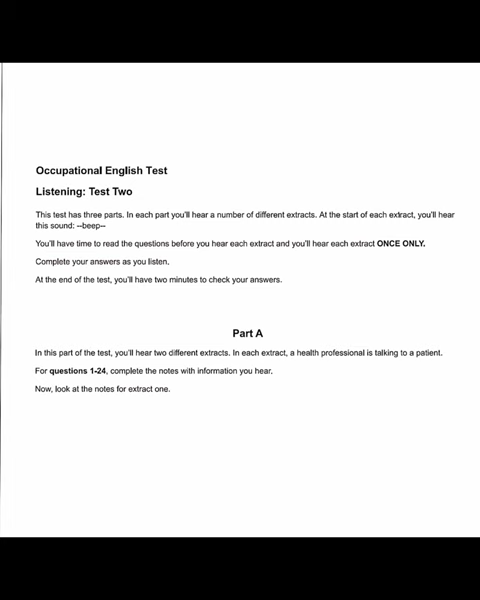 Occupational English Test
Listening: Test Two
This test has three parts. In each part you'll hear a number of different extracts. At the start of each extract, you'll hear
this sound: --beep--
You'll have time to read the questions before you hear each extract and you'll hear each extract ONCE ONLY.
Complete your answers as you listen.
At the end of the test, you'll have two minutes to check your answers.
Part A
In this part of the test, you'll hear two different extracts. In each extract, a health professional is talking to a patient.
For questions 1-24, complete the notes with information you hear.
Now, look at the notes for extract one.